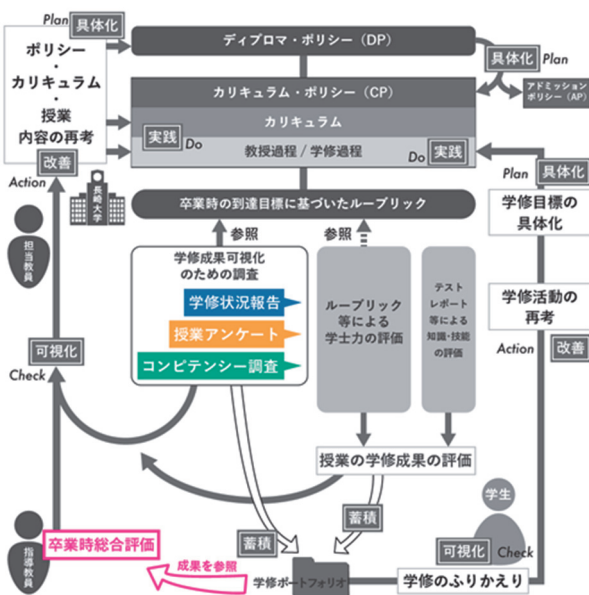 Plan
具体化
ポリシー
・
カリキュラム
・
授業
内容の再考
改善
Action
ディプロマ・ポリシー（DP）
具体化
Plan
アドミッション
ポリシー（AP）
カリキュラム・ポリシー（CP）
カリキュラム
実践
Do
教授過程 / 学修過程
Do
実践
卒業時の到達目標に基づいたルーブリック
長崎大学
担当教員
Plan
具体化
学修目標の
具体化
学修活動の
再考
Action
改善
参照
参照
学修成果可視化
のための調査
学修状況報告
授業アンケート
コンピテンシー調査
ルーブリック
等による
学士力の評価
テスト
レポート
等による
知識・技能
の評価
可視化
Check
授業の学修成果の評価
蓄積
蓄積
学生
可視化
Check
指導教員
卒業時総合評価
成果を参照
学修ポートフォリオ
学修のふりかえり